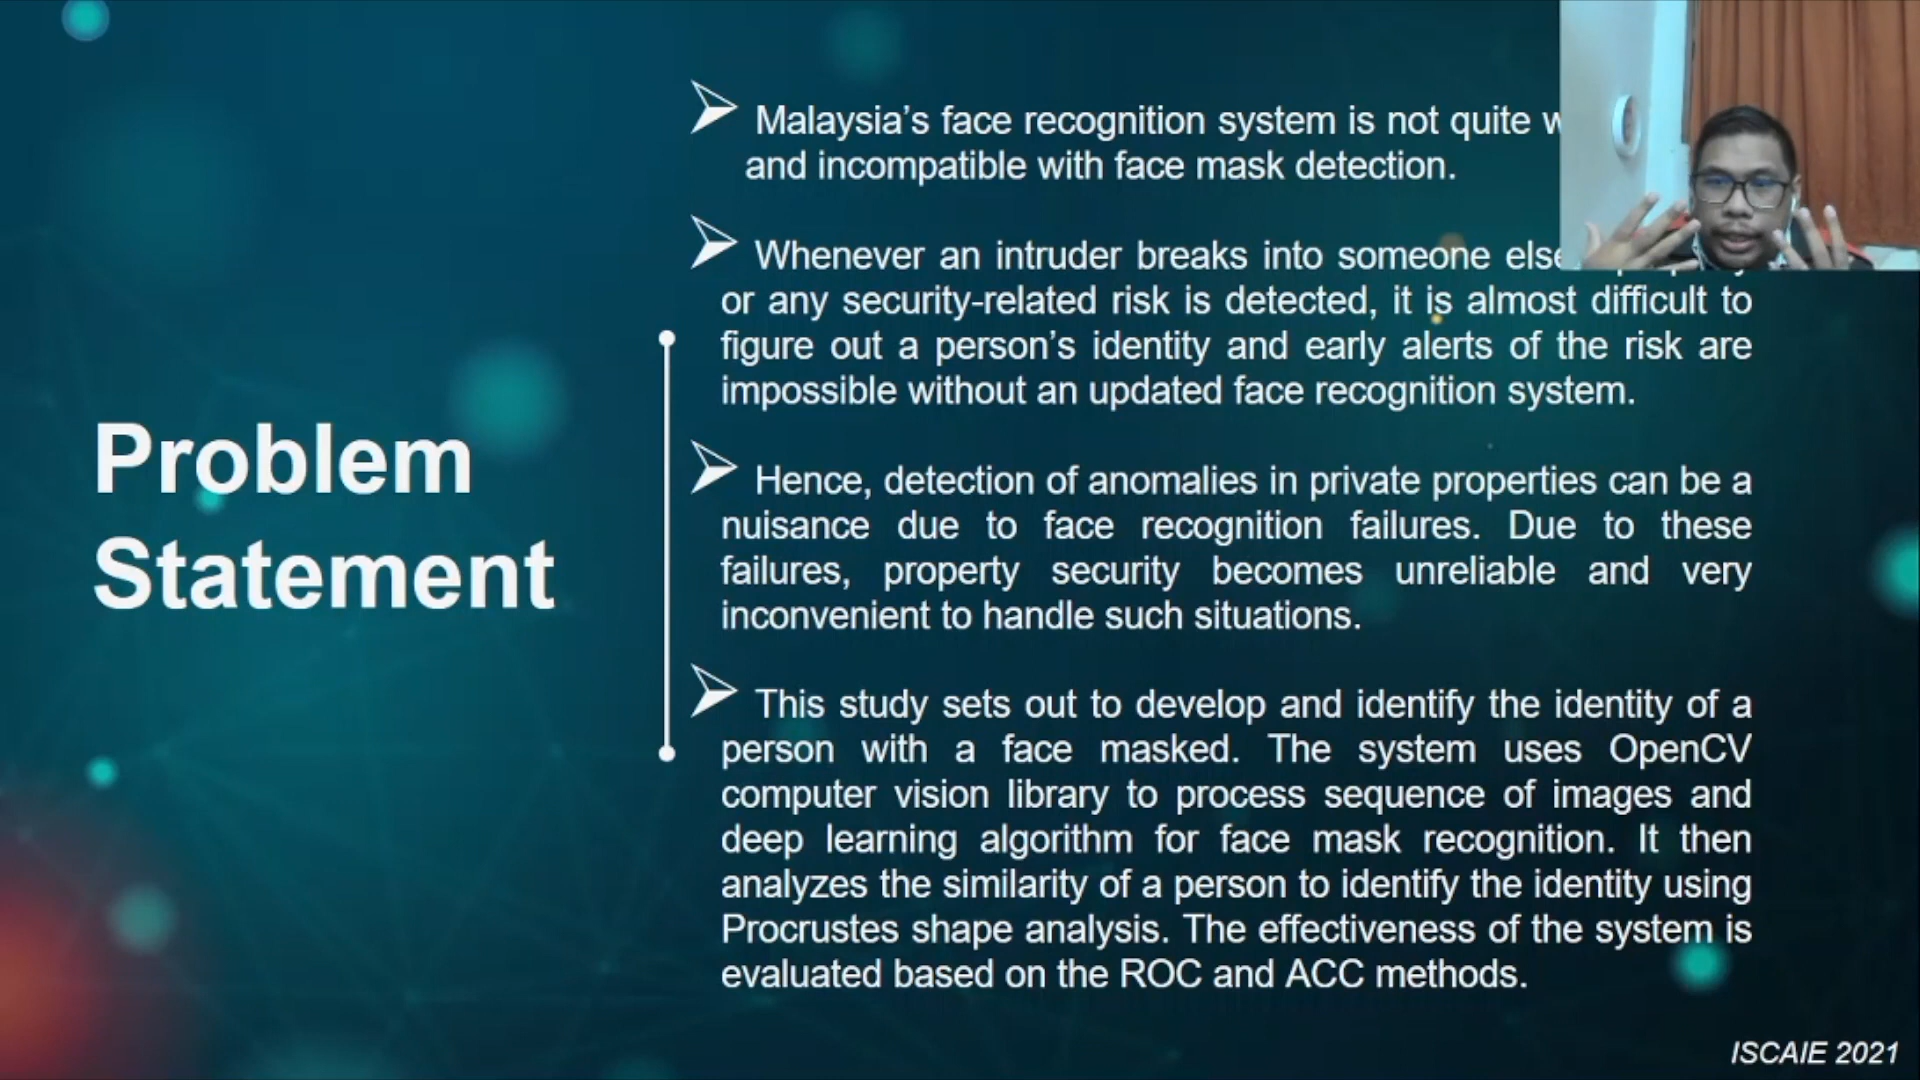 Problem
Statement
Malaysia's face recognition system is not quite
and incompatible with face mask detection.
Whenever an intruder breaks into someone
or any security-related risk is detected, it is almost difficult to
figure out a person's identity and early alerts of the risk are
impossible without an updated face recognition system.
Hence, detection of anomalies in private properties can be a
nuisance due to face recognition failures. Due to these
failures, property security becomes unreliable and very
inconvenient to handle such situations.
This study sets out to develop and identify the identity of a
person with a face masked. The system uses OpenCV
computer vision library to process sequence of images and
deep learning algorithm for face mask recognition. It then
analyzes the similarity of a person to identify the identity using
Procrustes shape analysis. The effectiveness of the system is
evaluated based on the ROC and ACC methods.
ISCAIE 2021